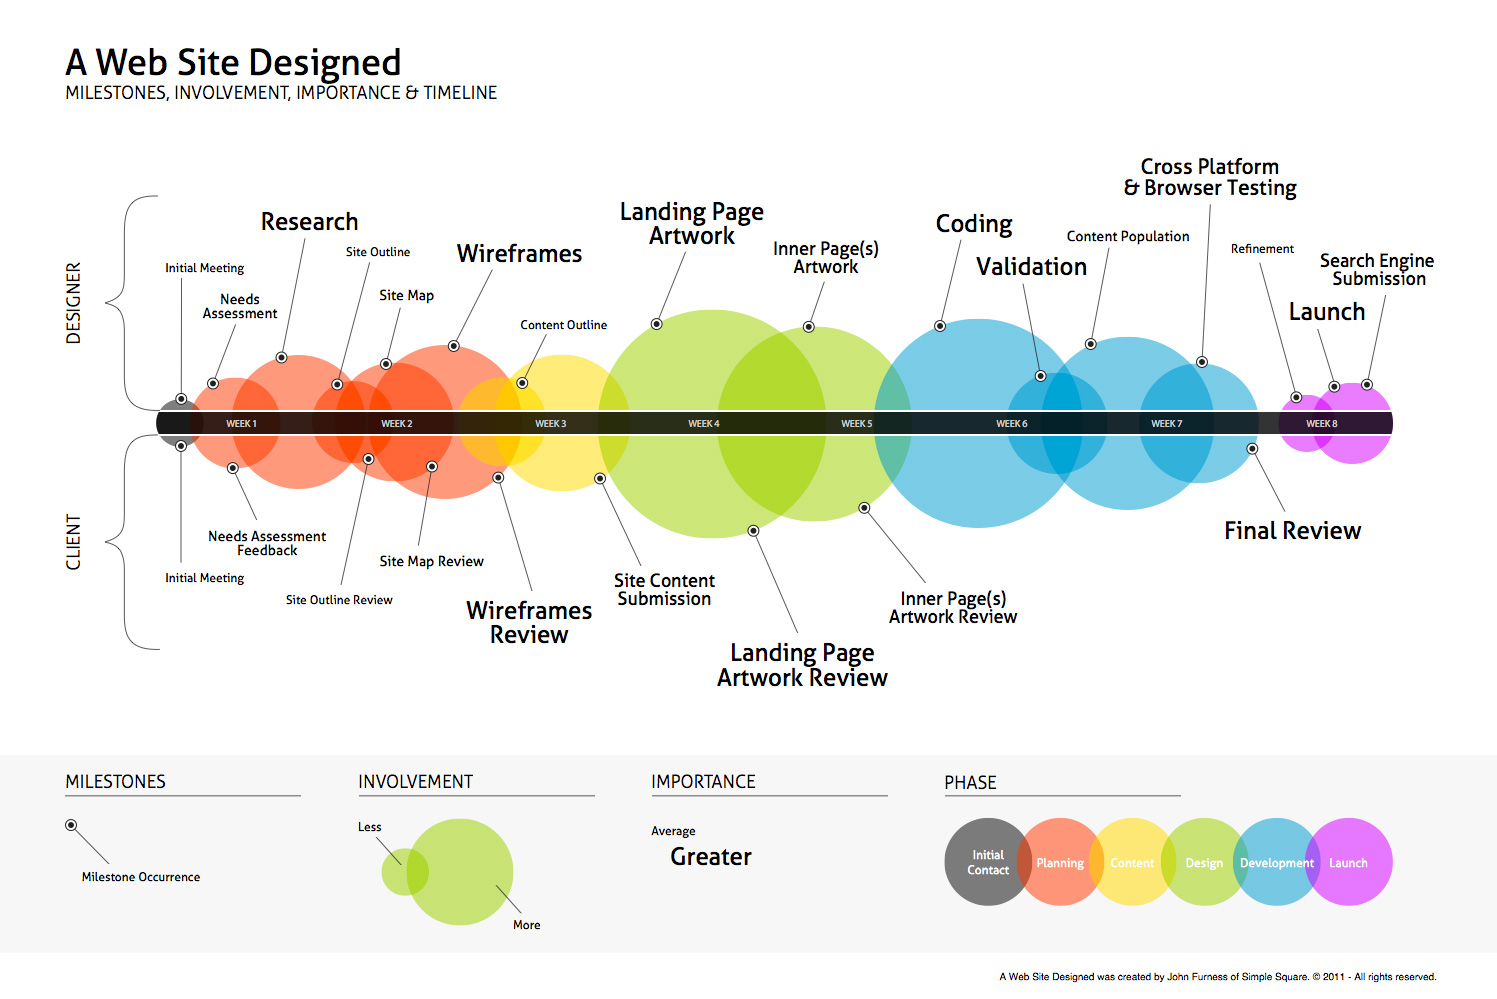 A Web Site Designed
MILESTONES, INVOLVEMENT, IMPORTANCE & TIMELINE
DESIGNER
Initial Meeting
Needs
Assessment
Research
Site Outline
Site Map
Wireframes
Content Outline
Landing Page
Artwork
Inner Page(s)
Artwork
Coding
Validation
Content Population
Cross Platform
& Browser Testing
Refinement
Launch
Search Engine
Submission
WEEK 1
WEEK 2
WEEK 3
WEEK 4
WEEK 5
WEEK 6
WEEK 7
WEEK 8
CLIENT
Initial Meeting
Needs Assessment
Feedback
Site Outline Review
Site Map Review
Wireframes
Review
Site Content
Submission
Landing Page
Artwork Review
Inner Page(s)
Artwork Review
Final Review
MILESTONES
Milestone Occurrence
INVOLVEMENT
Less
More
IMPORTANCE
Average
Greater
PHASE
Initial
Contact
Planning
Content
Design
Development
Launch
A Web Site Designed was created by John Furness of Simple Square. © 2011 - All rights reserved.